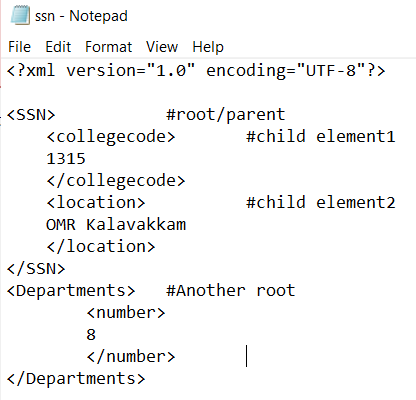 ssn - Notepad
File Edit Format View Help
<?xml version="1.0" encoding="UTF-8"?>
<SSN> #root/parent
<collegecode> #child element1
1315
</collegecode>
<location> #child element2
OMR Kalavakkam
</location>
</SSN>
<Departments> #Another root
<number>
8
</number>
</Departments>